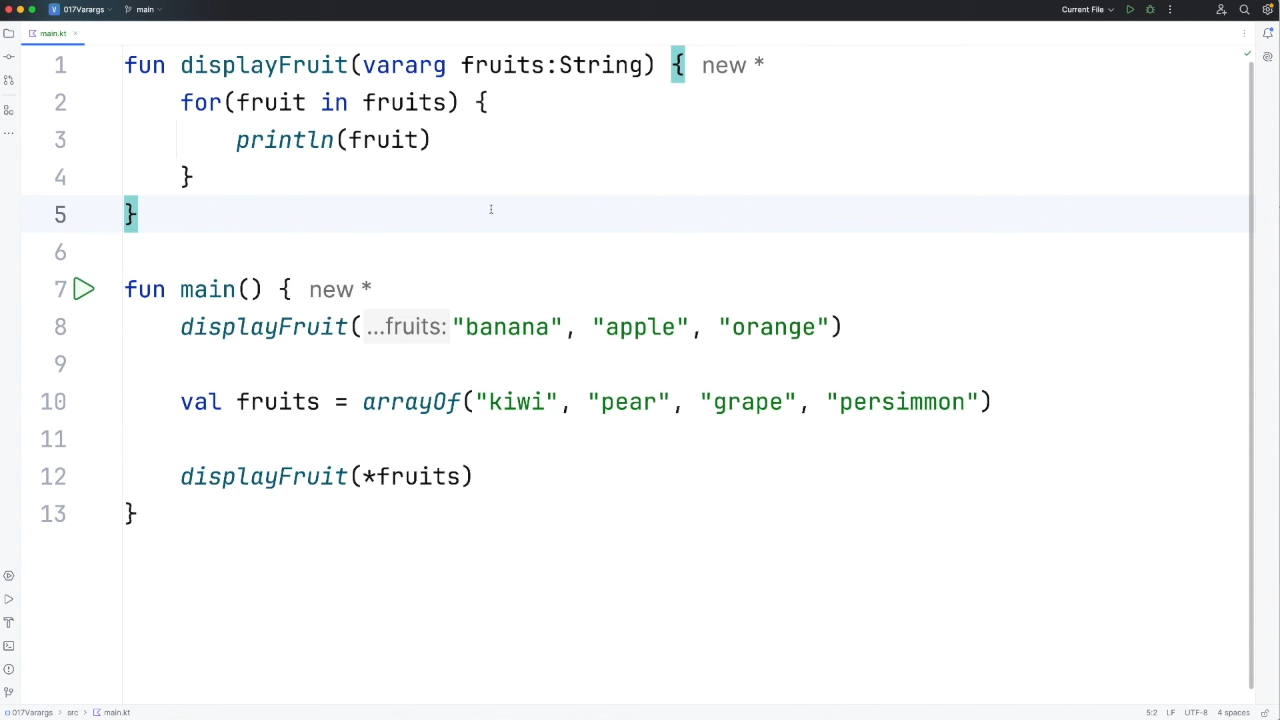 V 017Varargs main Current File
main.kt
1 fun displayFruit(vararg fruits:String) { new *
2 for(fruit in fruits) {
3 println(fruit)
4 }
5 }
6
7 fun main() { new *
8 displayFruit(...fruits: "banana", "apple", "orange")
9
10 val fruits = arrayOf("kiwi", "pear", "grape", "persimmon")
11
12 displayFruit(*fruits)
13 }
017Varargs > src > main.kt 5:2 LF UTF-8 4 spaces